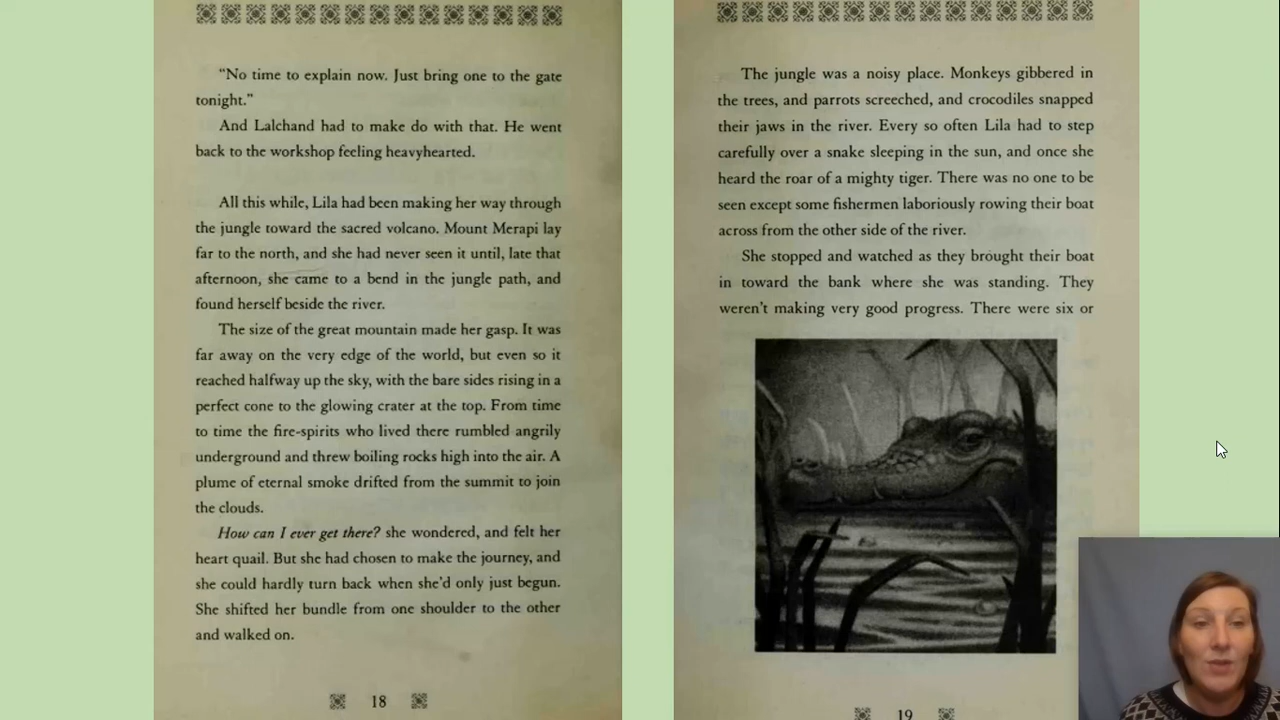 "No time to explain now. Just bring one to the gate
tonight."
And Lalchand had to make do with that. He went
back to the workshop feeling heavyhearted.
All this while, Lila had been making her way through
the jungle toward the sacred volcano. Mount Merapi lay
far to the north, and she had never seen it until, late that
afternoon, she came to a bend in the jungle path, and
found herself beside the river.
The size of the great mountain made her gasp. It was
far away on the very edge of the world, but even so it
reached halfway up the sky, with the bare sides rising in a
perfect cone to the glowing crater at the top. From time
to time the fire-spirits who lived there rumbled angrily
underground and threw boiling rocks high into the air. A
plume of eternal smoke drifted from the summit to join
the clouds.
How can I ever get there? she wondered, and felt her
heart quail. But she had chosen to make the journey, and
she could hardly turn back when she'd only just begun.
She shifted her bundle from one shoulder to the other
and walked on.
18
The jungle was a noisy place. Monkeys gibbered in
the trees, and parrots screeched, and crocodiles snapped
their jaws in the river. Every so often Lila had to step
carefully over a snake sleeping in the sun, and once she
heard the roar of a mighty tiger. There was no one to be
seen except some fishermen laboriously rowing their boat
across from the other side of the river.
She stopped and watched as they brought their boat
in toward the bank where she was standing. They
weren't making very good progress. There were six or
19